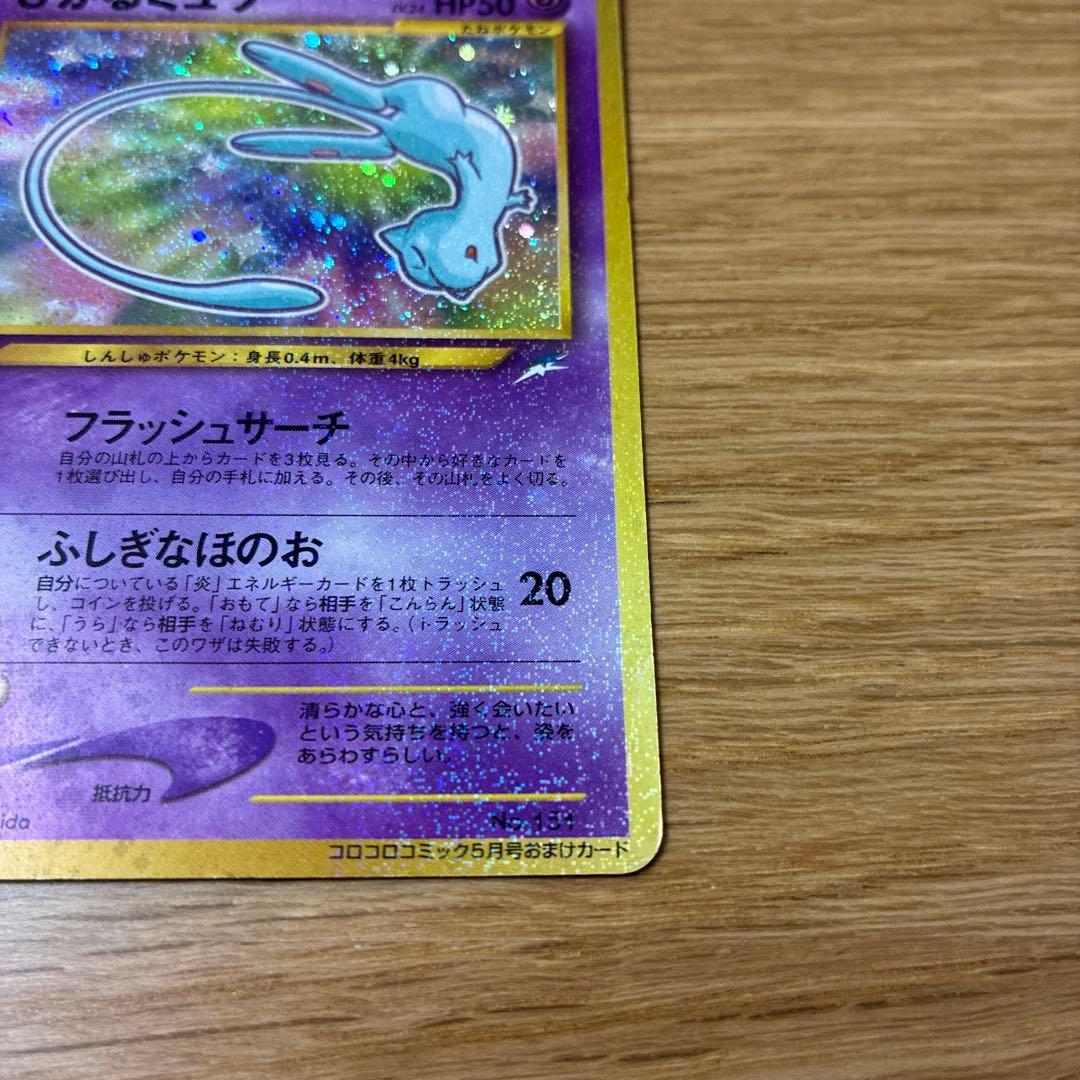 ひかるミュウ LV.24 HP50
たねポケモン
しんしゅポケモン：身長0.4m、体重4kg
フラッシュサーチ
自分の山札の上からカードを3枚見る。その中から好きなカードを
1枚選び出し、自分の手札に加える。その後、その山札をよく切る。
ふしぎなほのお
自分についている「炎」エネルギーカードを1枚トラッシュ
し、コインを投げる。「おもて」なら相手を「こんらん」状態
に、「うら」なら相手を「ねむり」状態にする。（トラッシュ
できないとき、このワザは失敗する。）
20
清らかな心と、強く会いたい
という気持ちを持つと、姿を
あらわすらしい。
抵抗力
ida
No.151
コロコロコミック5月号おまけカード